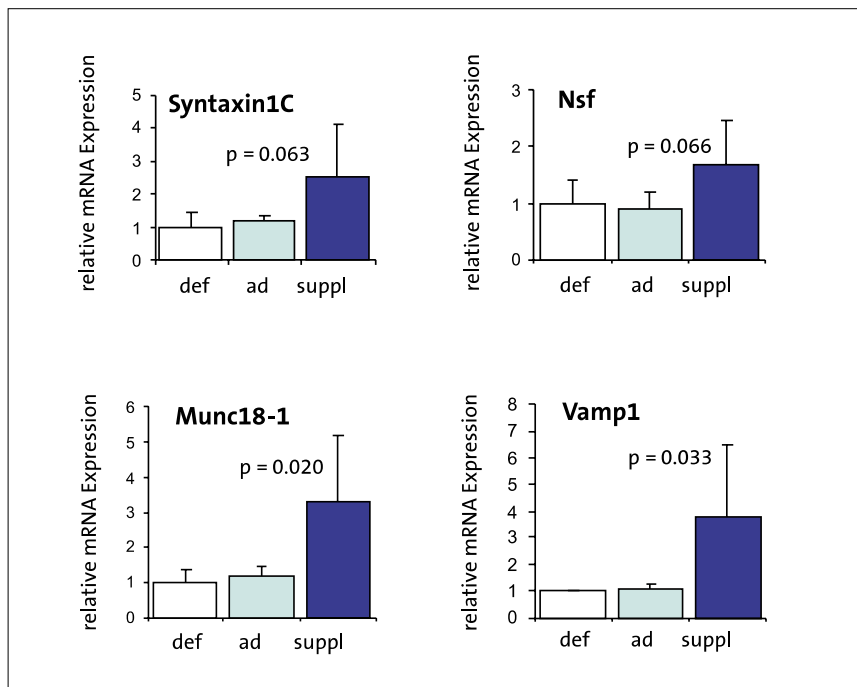 relative mRNA Expression
Syntaxin1C
p = 0.063
5
4
3
2
1
0
def ad suppl
relative mRNA Expression
Nsf
p = 0.066
3
2
1
0
def ad suppl
relative mRNA Expression
Munc18-1
p = 0.020
6
5
4
3
2
1
0
def ad suppl
relative mRNA Expression
Vamp1
p = 0.033
8
7
6
5
4
2
1
0
def ad suppl